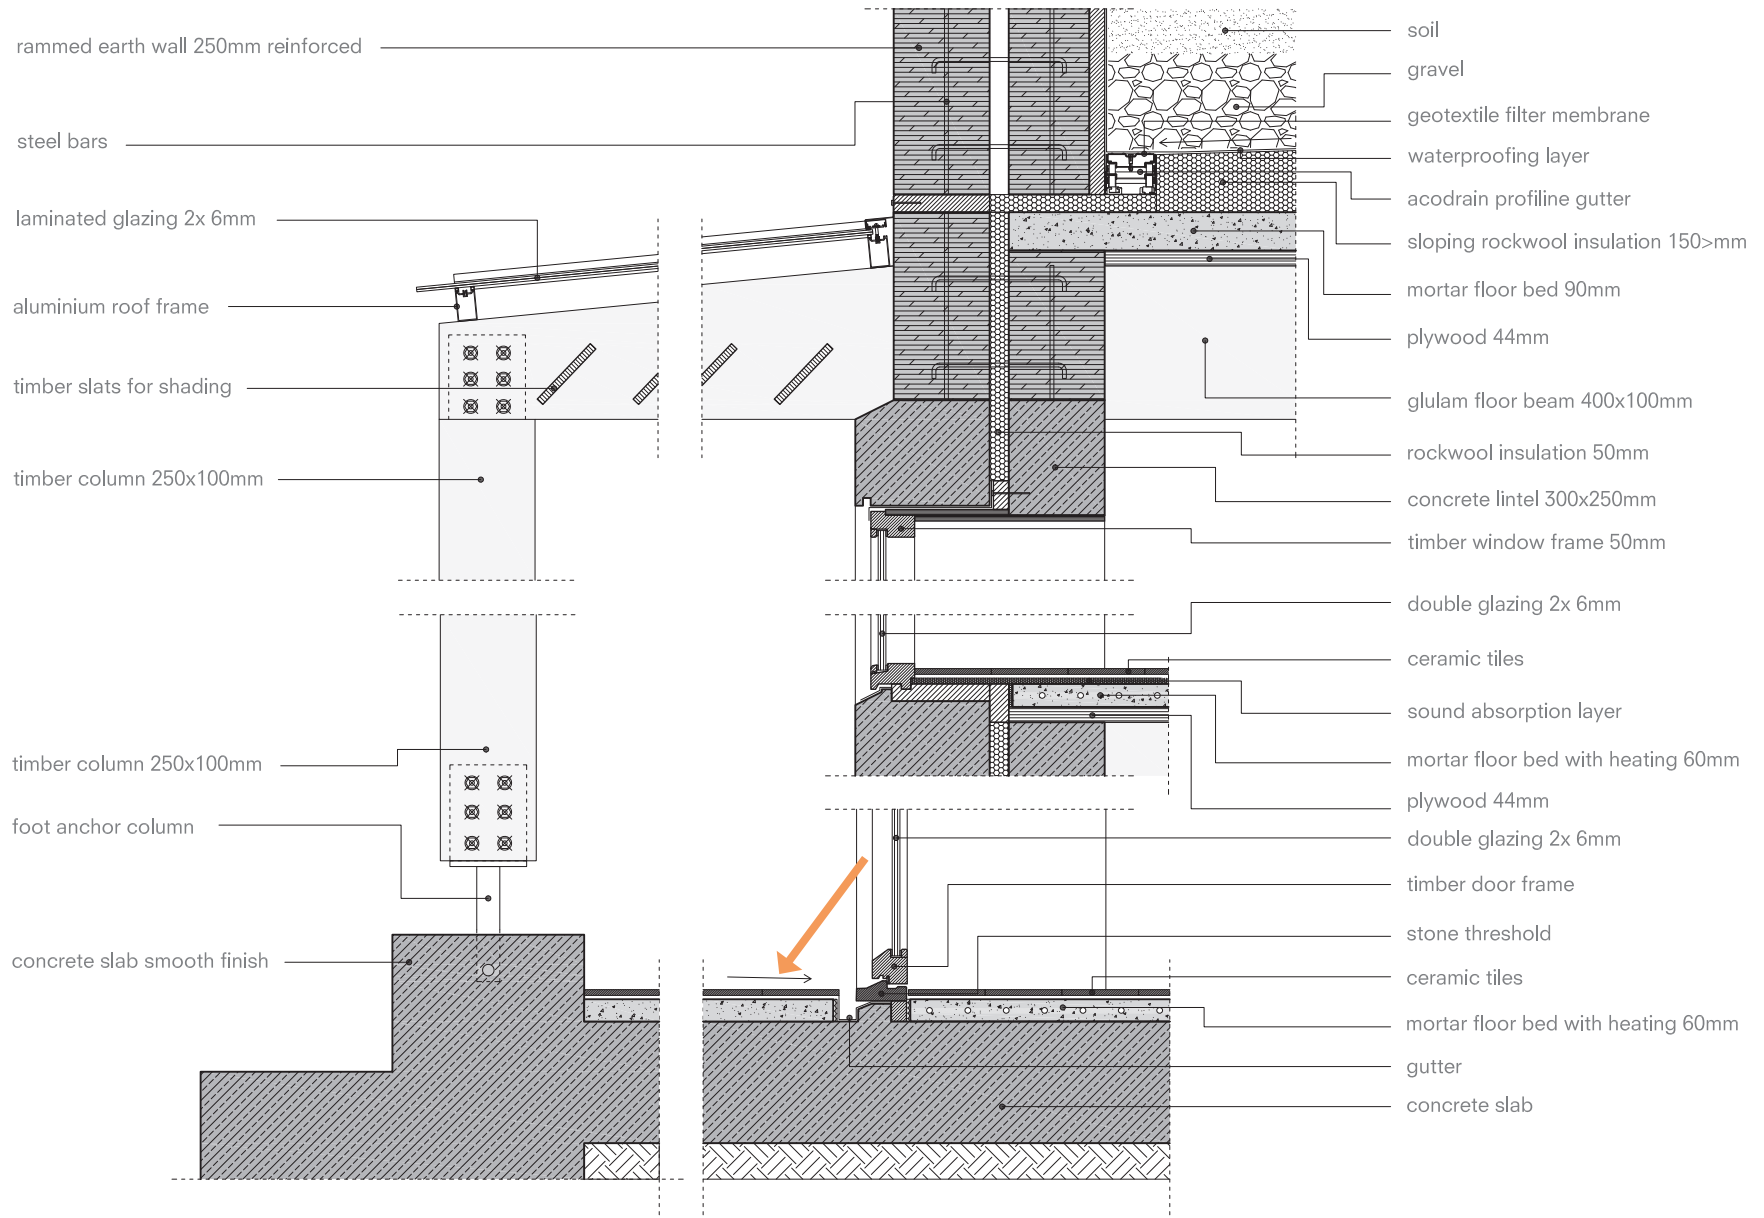 rammed earth wall 250mm reinforced
steel bars
laminated glazing 2x 6mm
aluminium roof frame
timber slats for shading
timber column 250x100mm
timber column 250x100mm
foot anchor column
concrete slab smooth finish
soil
gravel
geotextile filter membrane
waterproofing layer
acodrain profiline gutter
sloping rockwool insulation 150>mm
mortar floor bed 90mm
plywood 44mm
glulam floor beam 400x100mm
rockwool insulation 50mm
concrete lintel 300x250mm
timber window frame 50mm
double glazing 2x 6mm
ceramic tiles
sound absorption layer
mortar floor bed with heating 60mm
plywood 44mm
double glazing 2x 6mm
timber door frame
stone threshold
ceramic tiles
mortar floor bed with heating 60mm
gutter
concrete slab